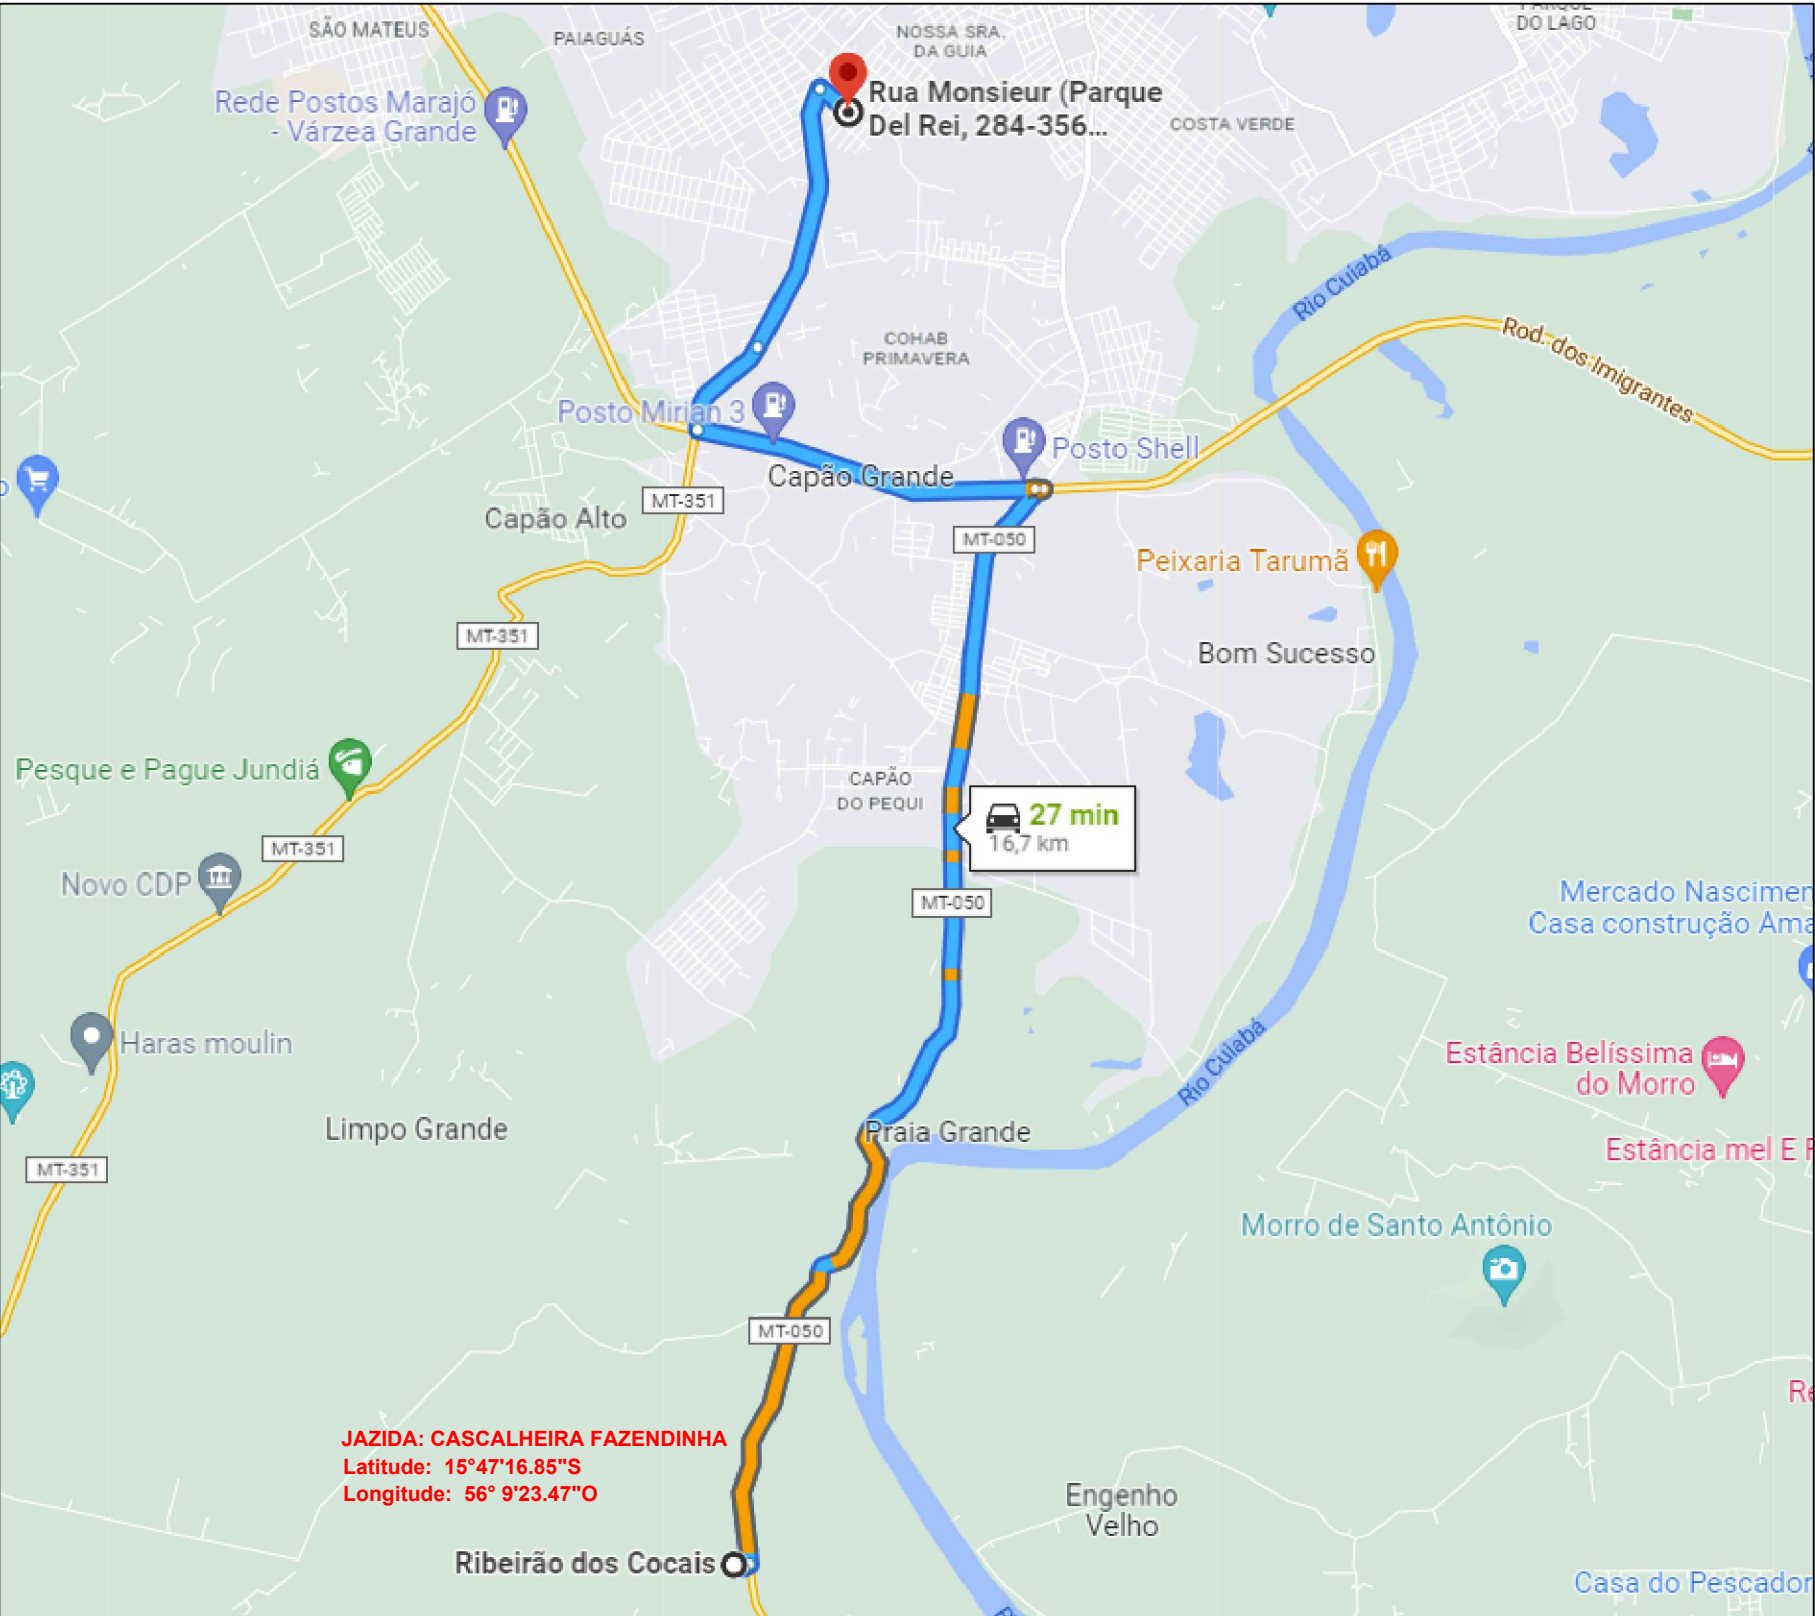 SÃO MATEUS
PAIAGUÁS
NOSSA SRA.
DA GUIA
PARQUE
DO LAGO
Rede Postos Marajó
- Várzea Grande
Rua Monsieur (Parque
Del Rei, 284-356...
COSTA VERDE
Rio Cuiabá
Rod. dos Imigrantes
COHAB
PRIMAVERA
Posto Mirian 3
Posto Shell
Capão Grande
MT-351
Capão Alto
MT-050
Peixaria Tarumã
MT-351
Bom Sucesso
Pesque e Pague Jundiá
CAPÃO
DO PEQUI
27 min
16,7 km
MT-351
Novo CDP
MT-050
Mercado Nascimen
Casa construção Ama
Haras moulin
Rio Cuiabá
Estância Belíssima
do Morro
Limpo Grande
Praia Grande
Estância mel E
MT-351
Morro de Santo Antônio
MT-050
Re
JAZIDA: CASCALHEIRA FAZENDINHA
Latitude: 15°47'16.85"S
Longitude: 56° 9'23.47"O
Engenho
Velho
Ribeirão dos Cocais
Casa do Pescador